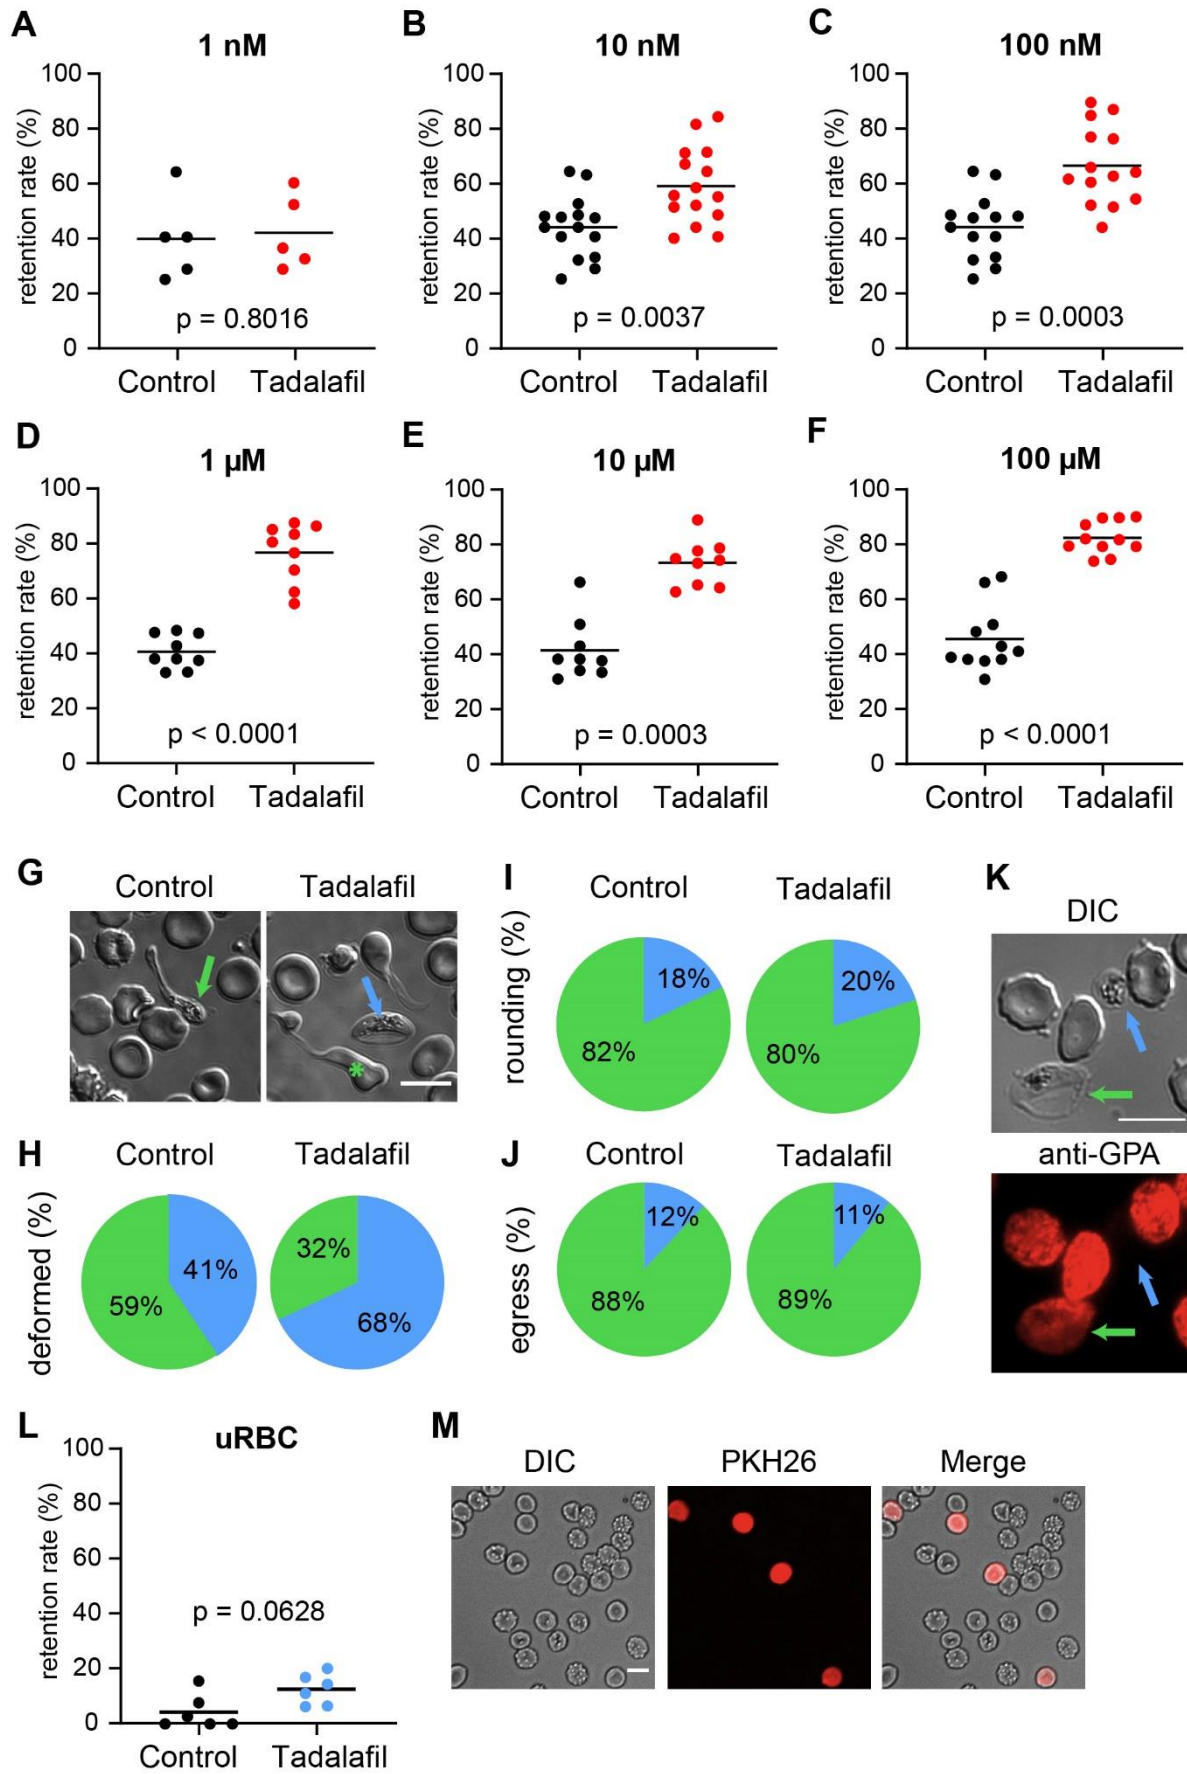 A
1 nM
retention rate (%)
100
80
60
40
20
0
p = 0.8016
Control
Tadalafil
B
10 nM
retention rate (%)
100
80
60
40
20
0
p = 0.0037
Control
Tadalafil
C
100 nM
retention rate (%)
100
80
60
40
20
0
p = 0.0003
Control
Tadalafil
D
1 µM
retention rate (%)
100
80
60
40
20
0
p < 0.0001
Control
Tadalafil
E
10 µM
retention rate (%)
100
80
60
40
20
0
p = 0.0003
Control
Tadalafil
F
100 µM
retention rate (%)
100
80
60
40
20
0
p < 0.0001
Control
Tadalafil
G
Control
Tadalafil
*
H
Control
Tadalafil
deformed (%)
41%
59%
32%
68%
I
Control
Tadalafil
rounding (%)
18%
82%
20%
80%
J
Control
Tadalafil
egress (%)
12%
88%
11%
89%
K
DIC
anti-GPA
L
uRBC
retention rate (%)
100
80
60
40
20
0
p = 0.0628
Control
Tadalafil
M
DIC
PKH26
Merge